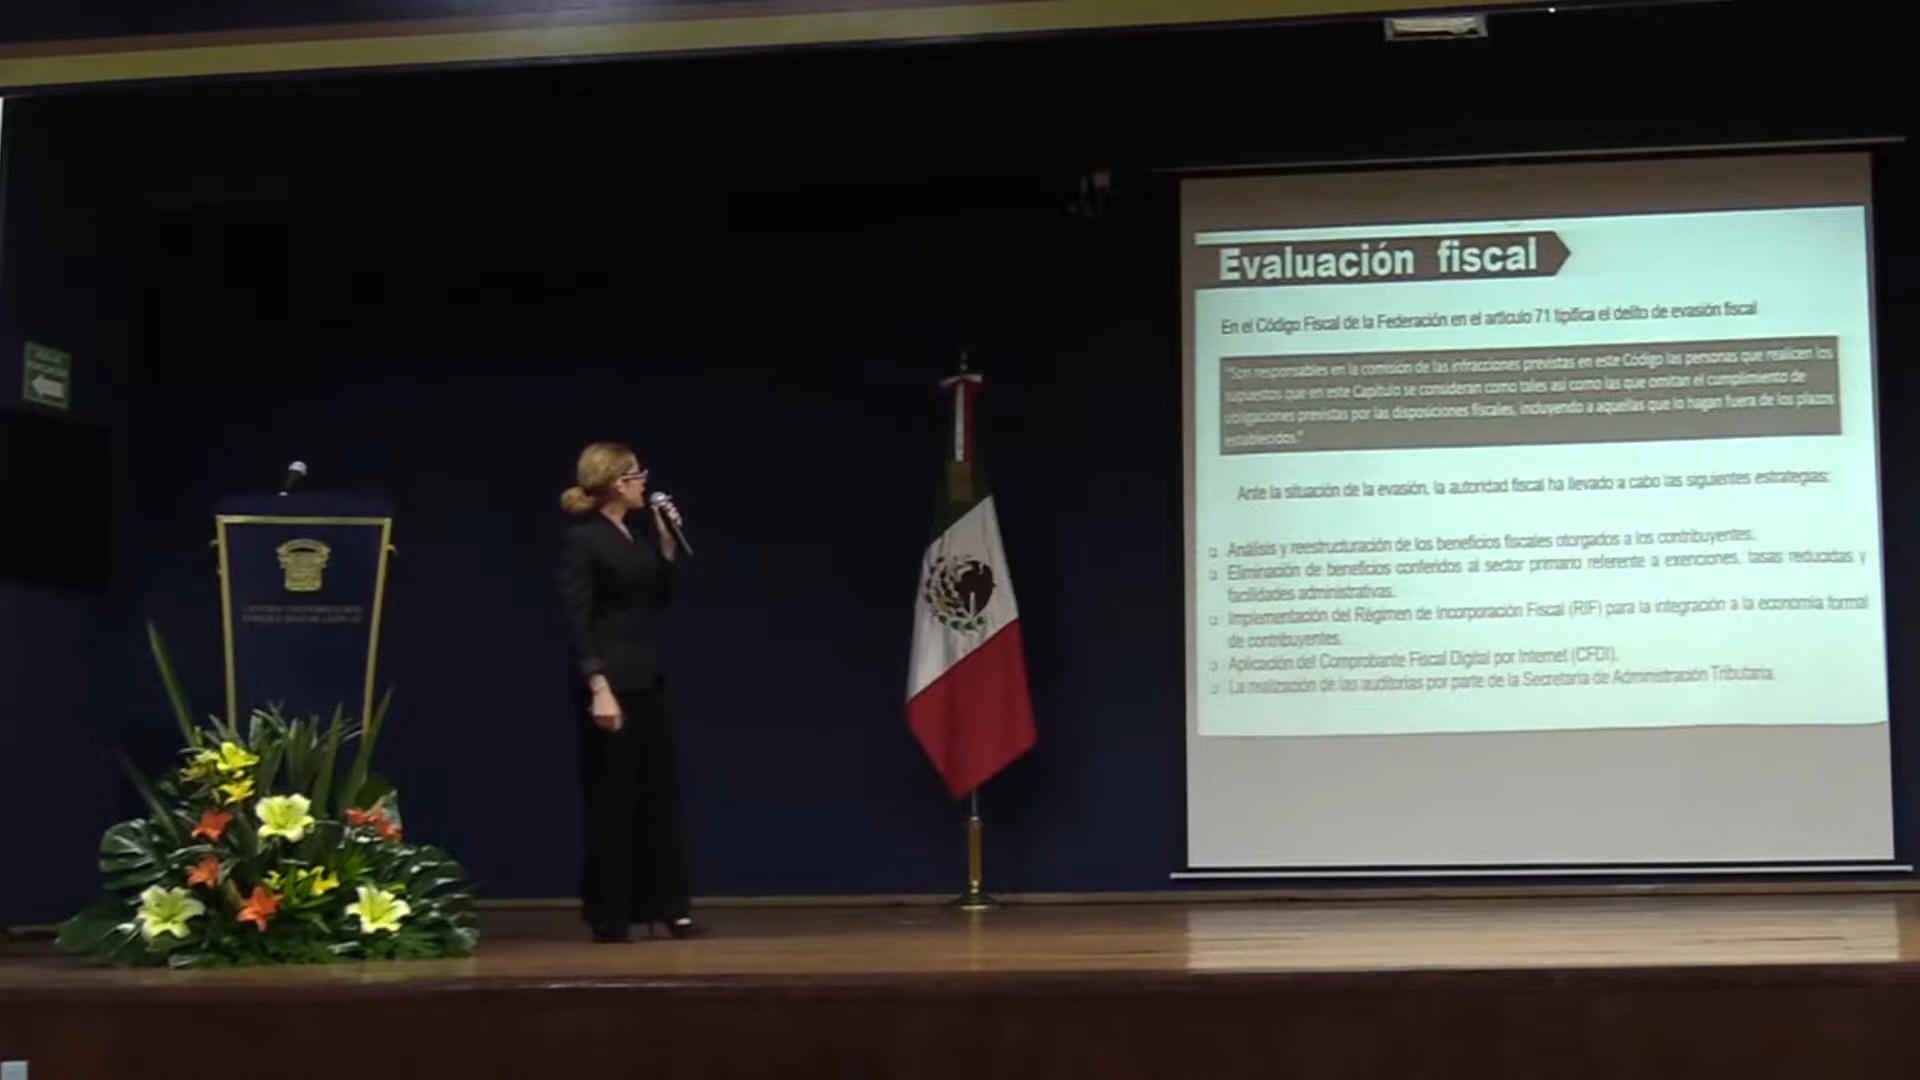 Evaluación fiscal
En el Código Fiscal de la Federación en el artículo 71 tipifica el delito de evasión fiscal
"Son responsables en la comisión de las infracciones previstas en este Código las personas que realicen los
supuestos que en este Capítulo se consideran como tales así como las que omitan el cumplimiento de
obligaciones previstas por las disposiciones fiscales, incluyendo a aquellas que lo hagan fuera de los plazos
establecidos."
Ante la situación de la evasión, la autoridad fiscal ha llevado a cabo las siguientes estrategias:
Análisis y reestructuración de los beneficios fiscales otorgados a los contribuyentes.
Eliminación de beneficios conferidos al sector primario referente a exenciones, tasas reducidas y
facilidades administrativas.
Implementación del Régimen de Incorporación Fiscal (RIF) para la integración a la economía formal
de contribuyentes.
Aplicación del Comprobante Fiscal Digital por Internet (CFDI).
La realización de las auditorías por parte de la Secretaría de Administración Tributaria.